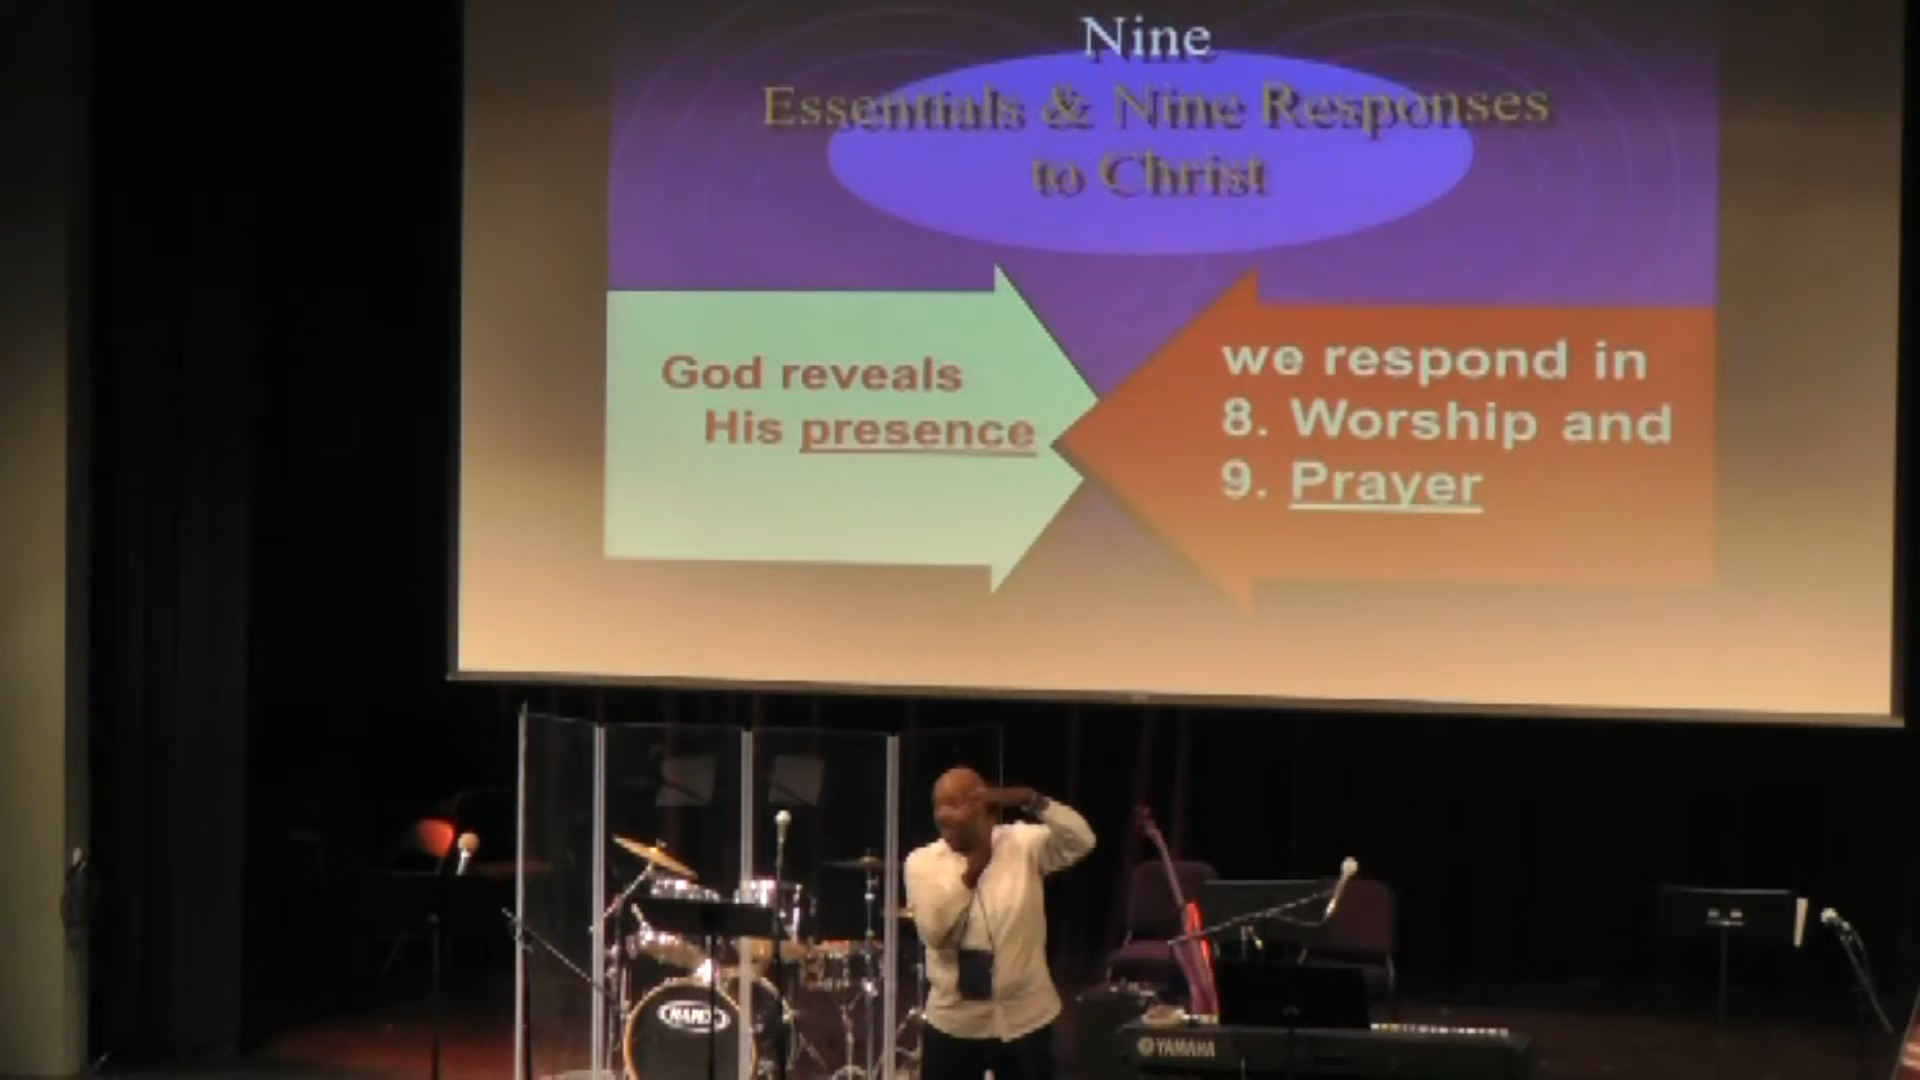 Nine
Essentials & Nine Responses
to Christ
God reveals
His presence
we respond in
8. Worship and
9. Prayer
YAMAHA